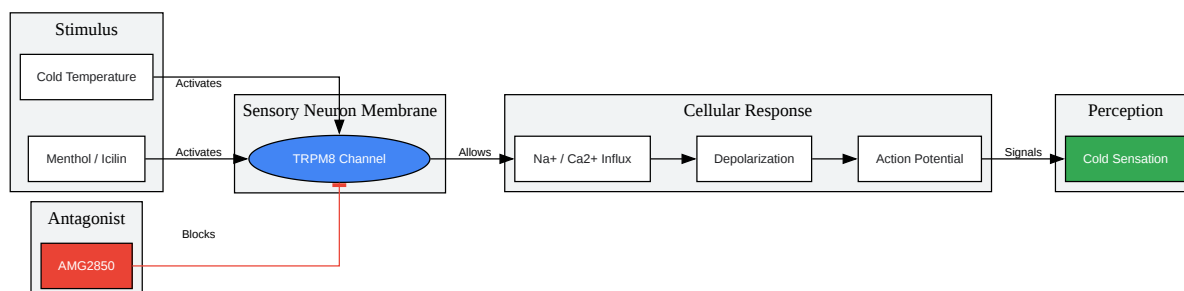 Stimulus
Cold Temperature
Activates
Menthol / Icilin
Activates
Sensory Neuron Membrane
TRPM8 Channel
Allows
Cellular Response
Na+ / Ca2+ Influx
Depolarization
Action Potential
Signals
Perception
Cold Sensation
Antagonist
AMG2850
Blocks